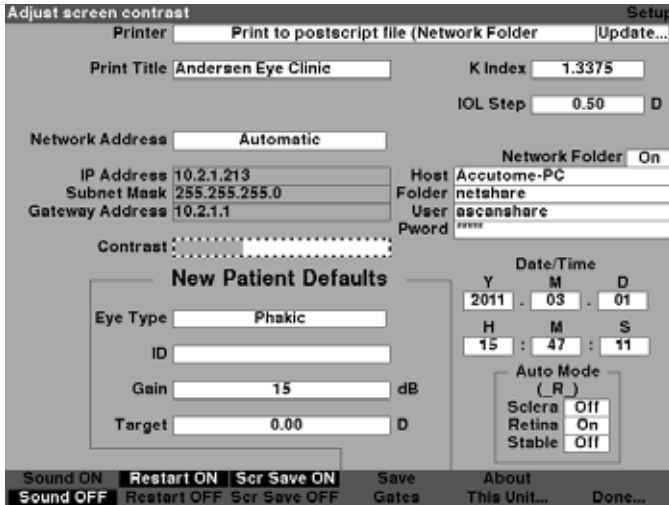 Adjust screen contrast Setup
Printer Print to postscript file (Network Folder Update...
Print Title Andersen Eye Clinic K Index 1.3375
IOL Step 0.50 D
Network Address Automatic
Network Folder On
IP Address 10.2.1.213 Host Accutome-PC
Subnet Mask 255.255.255.0 Folder netshare
Gateway Address 10.2.1.1 User ascanshare
Pword *****
Contrast
New Patient Defaults Date/Time
Y M D
2011 . 03 . 01
Eye Type Phakic
H M S
15 : 47 : 11
ID
Auto Mode
(_R_)
Gain 15 dB
Sclera Off
Retina On
Target 0.00 D
Stable Off
Sound ON Restart ON Scr Save ON Save About
Sound OFF Restart OFF Scr Save OFF Gates This Unit... Done...